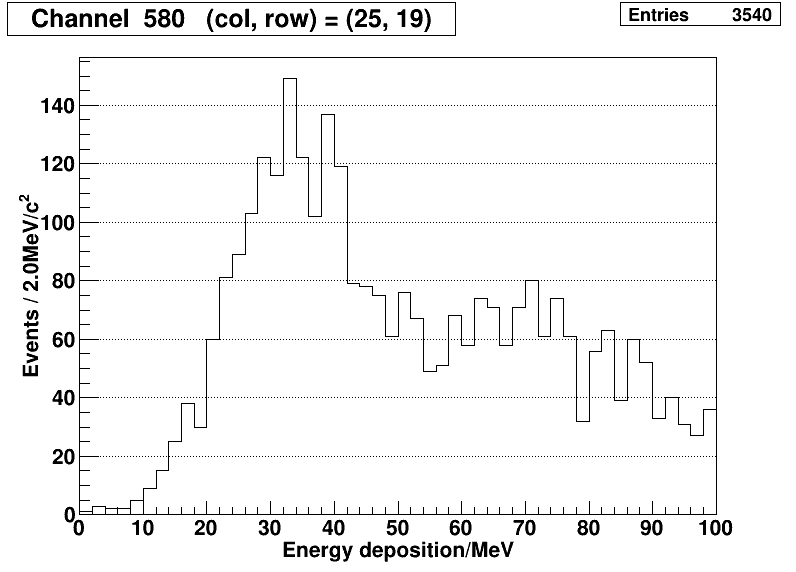 Channel 580 (col, row) = (25, 19)
Entries 3540
Events / 2.0MeV/c²
140
120
100
80
60
40
20
0
0 10 20 30 40 50 60 70 80 90 100
Energy deposition/MeV